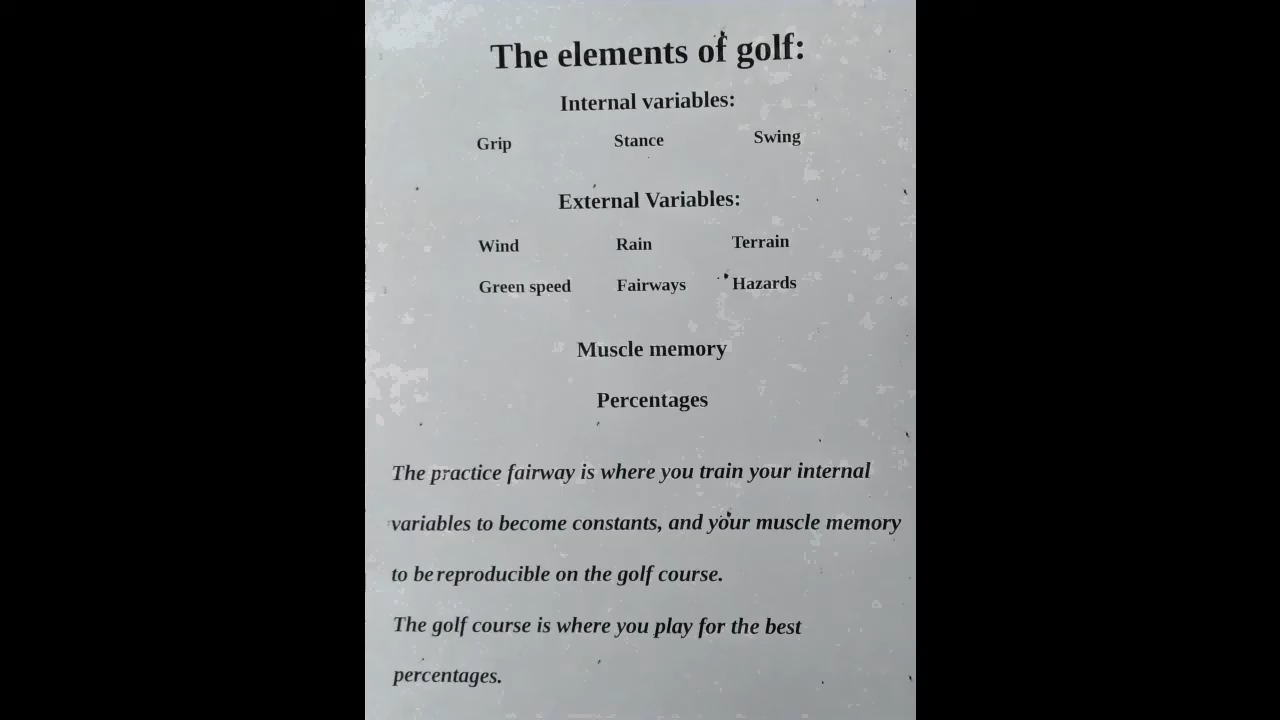 The elements of golf:
Internal variables:
Grip Stance Swing
External Variables:
Wind Rain Terrain
Green speed Fairways Hazards
Muscle memory
Percentages
The practice fairway is where you train your internal
variables to become constants, and your muscle memory
to be reproducible on the golf course.
The golf course is where you play for the best
percentages.